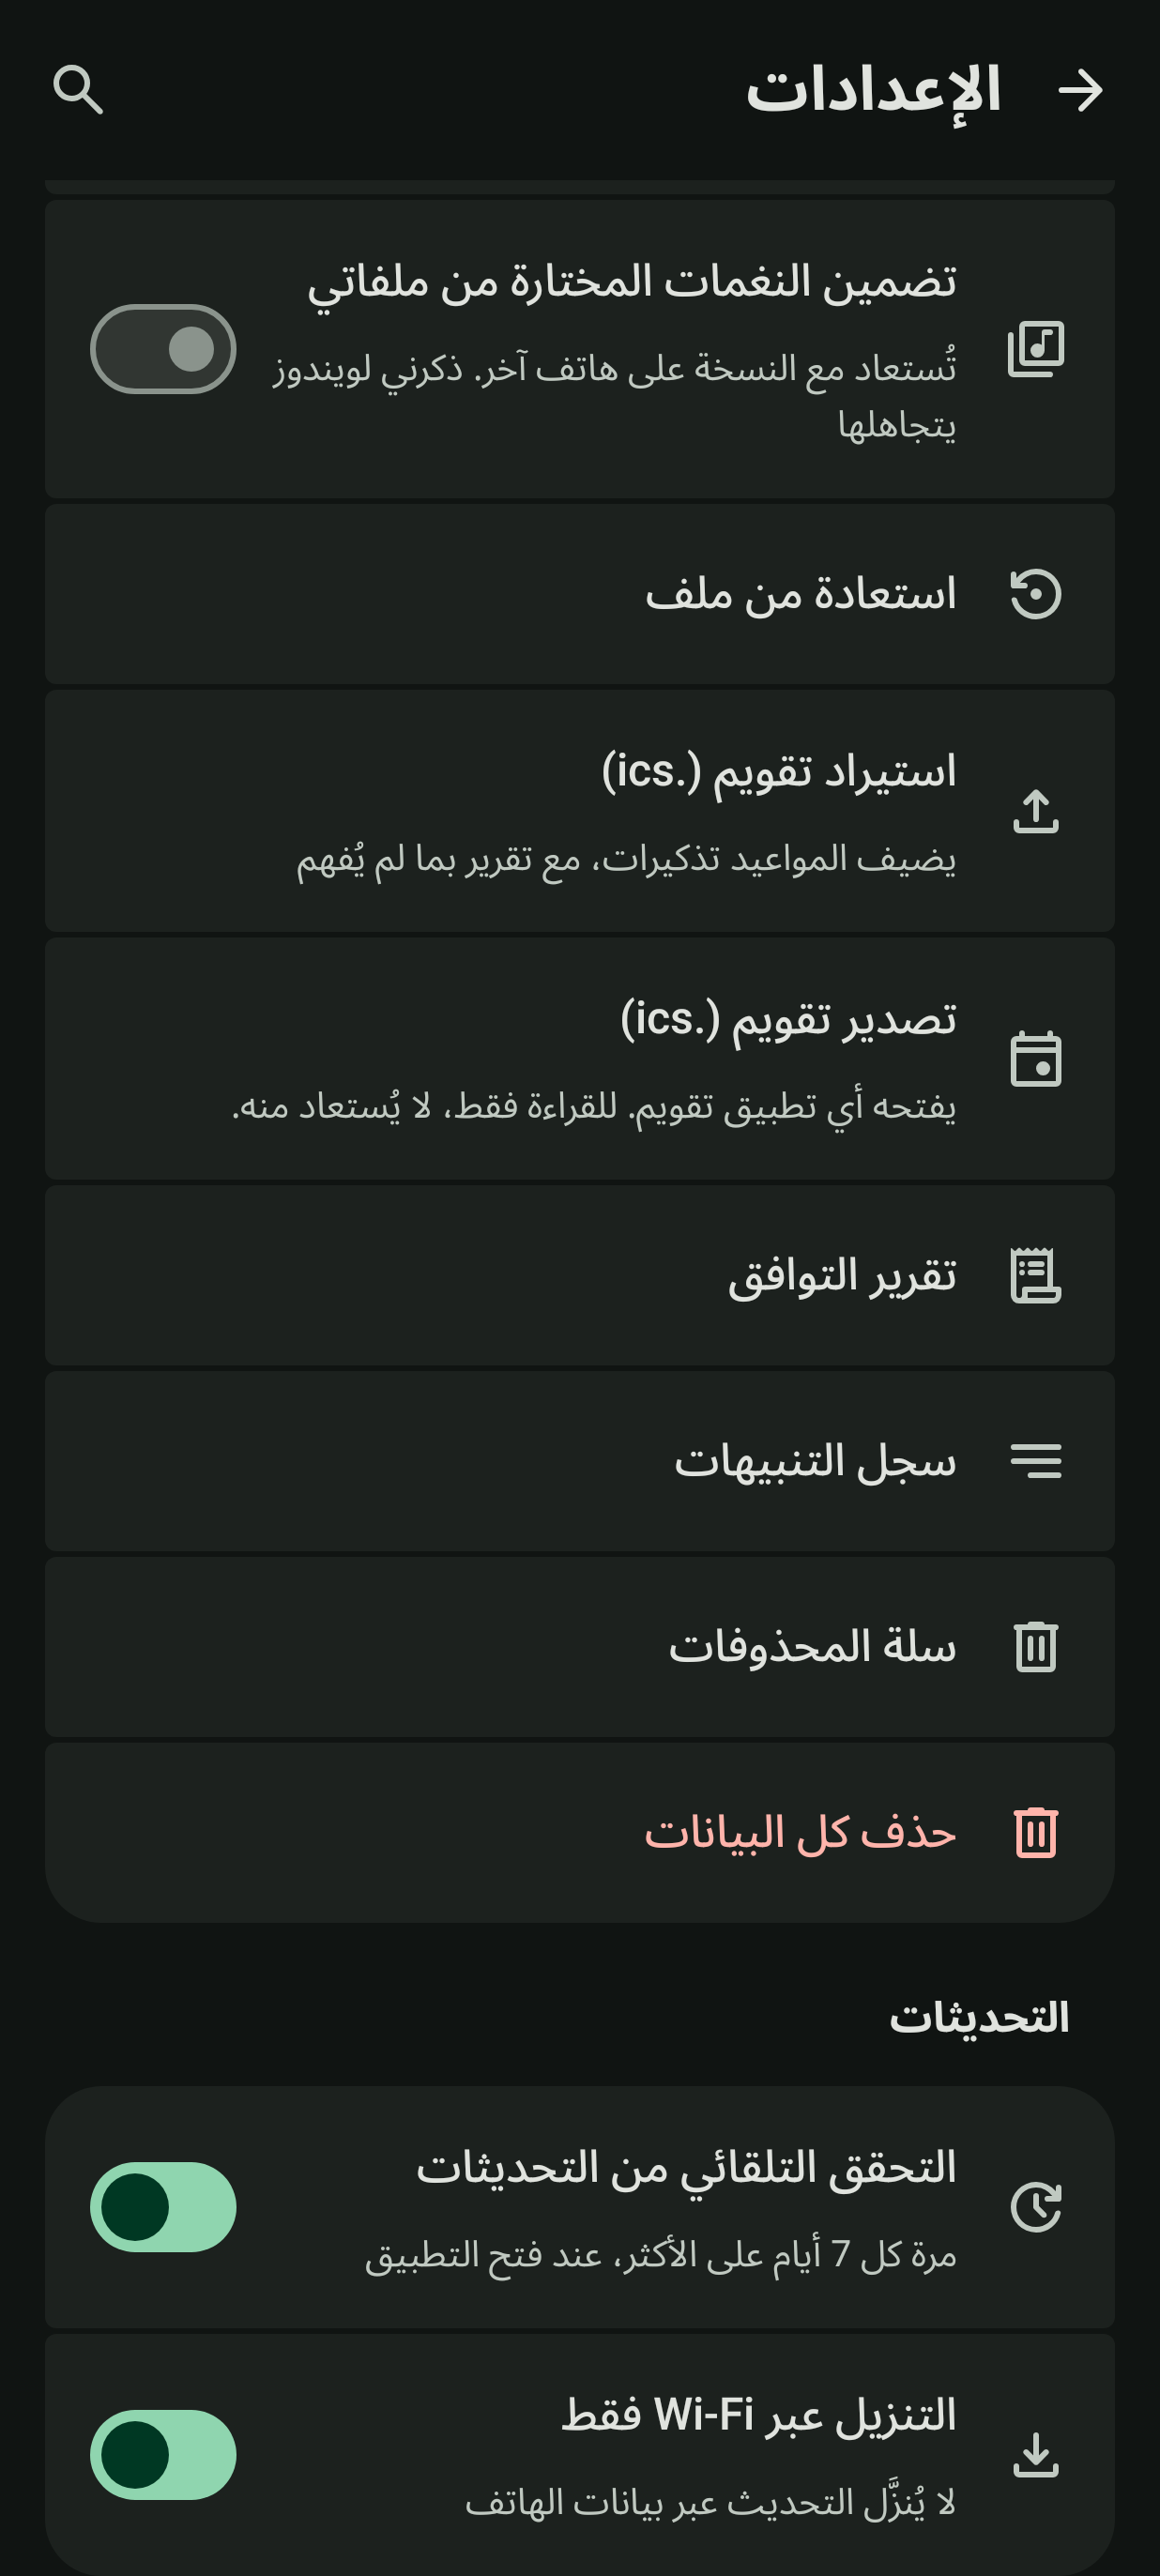 الإعدادات
تضمين النغمات المختارة من ملفاتي
تُستعاد مع النسخة على هاتف آخر. ذكرني لويندوز
يتجاهلها
استعادة من ملف
استيراد تقويم (.ics)
يضيف المواعيد تذكيرات، مع تقرير بما لم يُفهم
تصدير تقويم (.ics)
يفتحه أي تطبيق تقويم. للقراءة فقط، لا يُستعاد منه.
تقرير التوافق
سجل التنبيهات
سلة المحذوفات
حذف كل البيانات
التحديثات
التحقق التلقائي من التحديثات
مرة كل 7 أيام على الأكثر، عند فتح التطبيق
التنزيل عبر Wi-Fi فقط
لا يُنزَّل التحديث عبر بيانات الهاتف